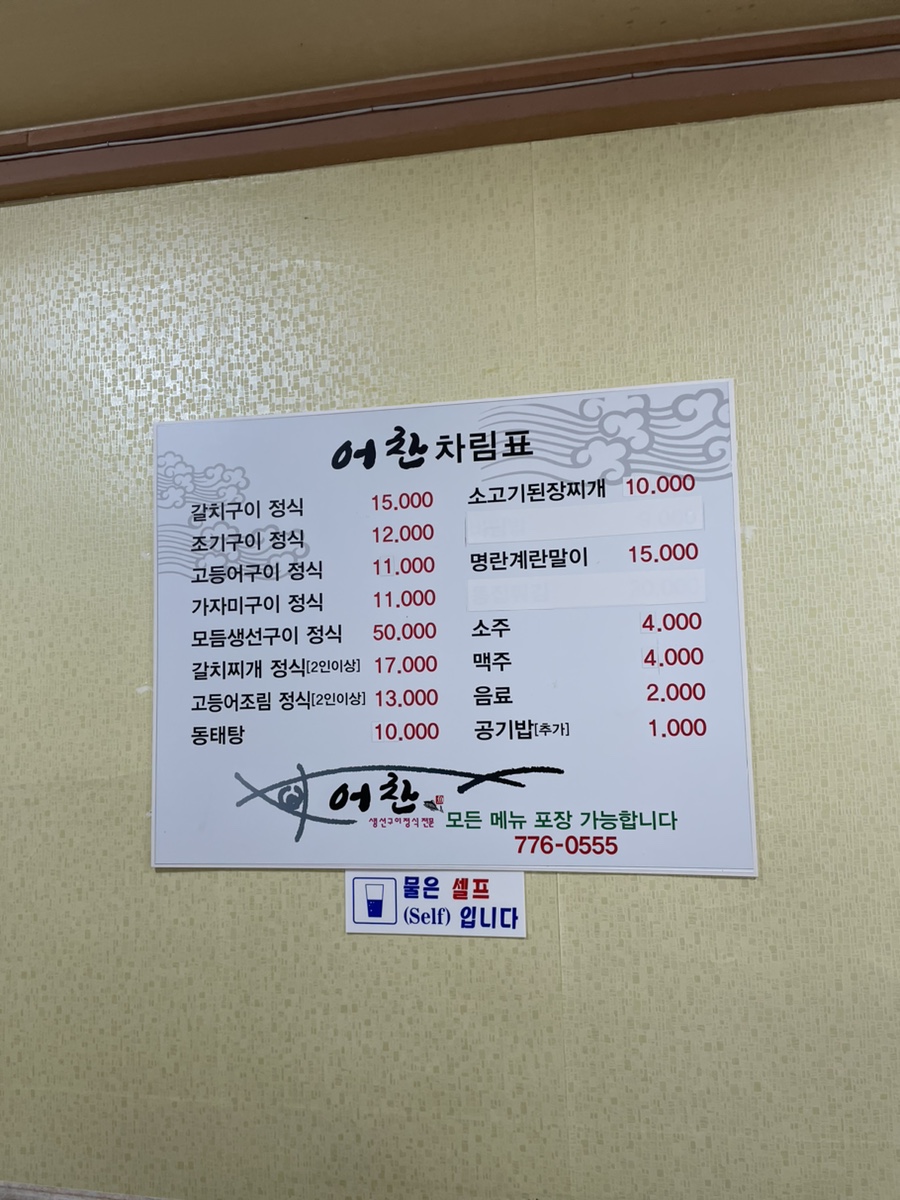 어찬 차림표
갈치구이 정식 15.000
조기구이 정식 12.000
고등어구이 정식 11.000
가자미구이 정식 11.000
모듬생선구이 정식 50.000
갈치찌개 정식[2인이상] 17.000
고등어조림 정식[2인이상] 13.000
동태탕 10.000
소고기된장찌개 10.000
명란계란말이 15.000
소주 4.000
맥주 4.000
음료 2.000
공기밥[추가] 1.000
어찬
생선구이정식 전문
모든 메뉴 포장 가능합니다
776-0555
물은 셀프
(Self) 입니다